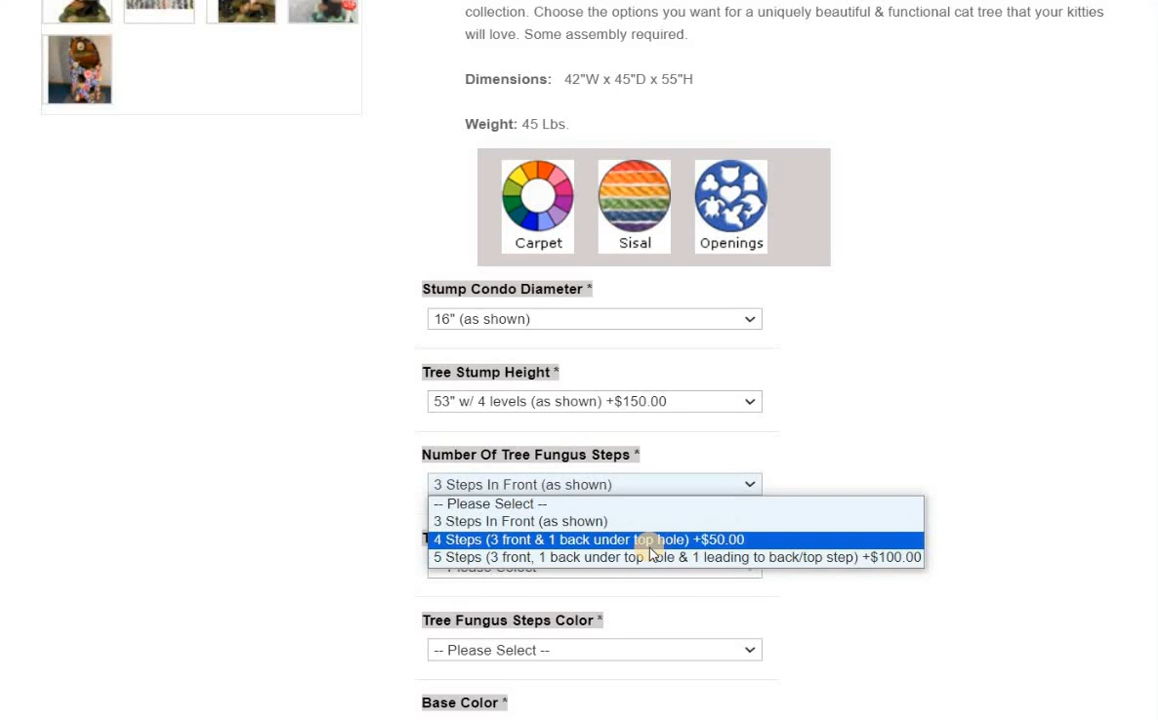 collection. Choose the options you want for a uniquely beautiful & functional cat tree that your kitties
will love. Some assembly required.
Dimensions: 42"W x 45"D x 55"H
Weight: 45 Lbs.
Carpet Sisal Openings
Stump Condo Diameter *
16" (as shown)
Tree Stump Height *
53" w/ 4 levels (as shown) +$150.00
Number Of Tree Fungus Steps *
3 Steps In Front (as shown)
-- Please Select --
3 Steps In Front (as shown)
4 Steps (3 front & 1 back under top hole) +$50.00
5 Steps (3 front, 1 back under top hole & 1 leading to back/top step) +$100.00
-- Please Select --
Tree Fungus Steps Color *
-- Please Select --
Base Color *